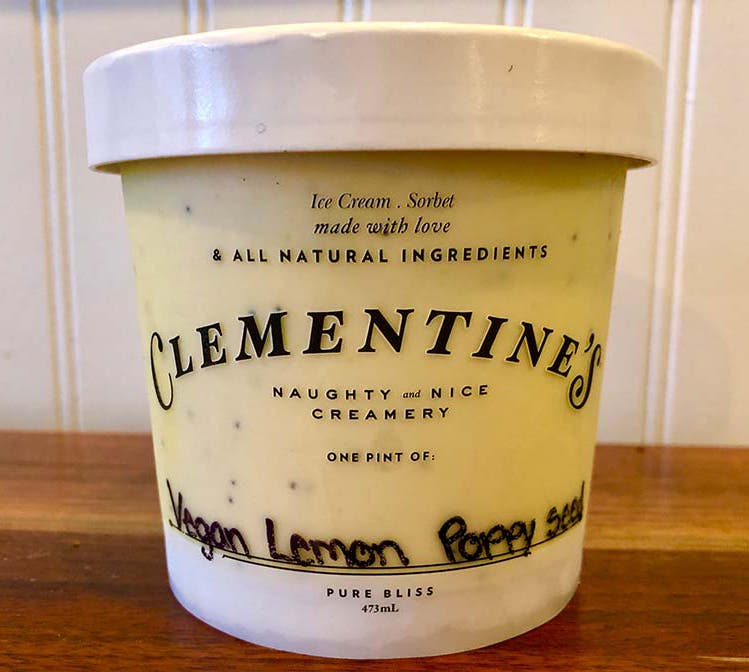 Ice Cream . Sorbet
made with love
& ALL NATURAL INGREDIENTS
CLEMENTINE'S
NAUGHTY and NICE
CREAMERY
ONE PINT OF:
Vegan Lemon Poppy Seed
PURE BLISS
473mL